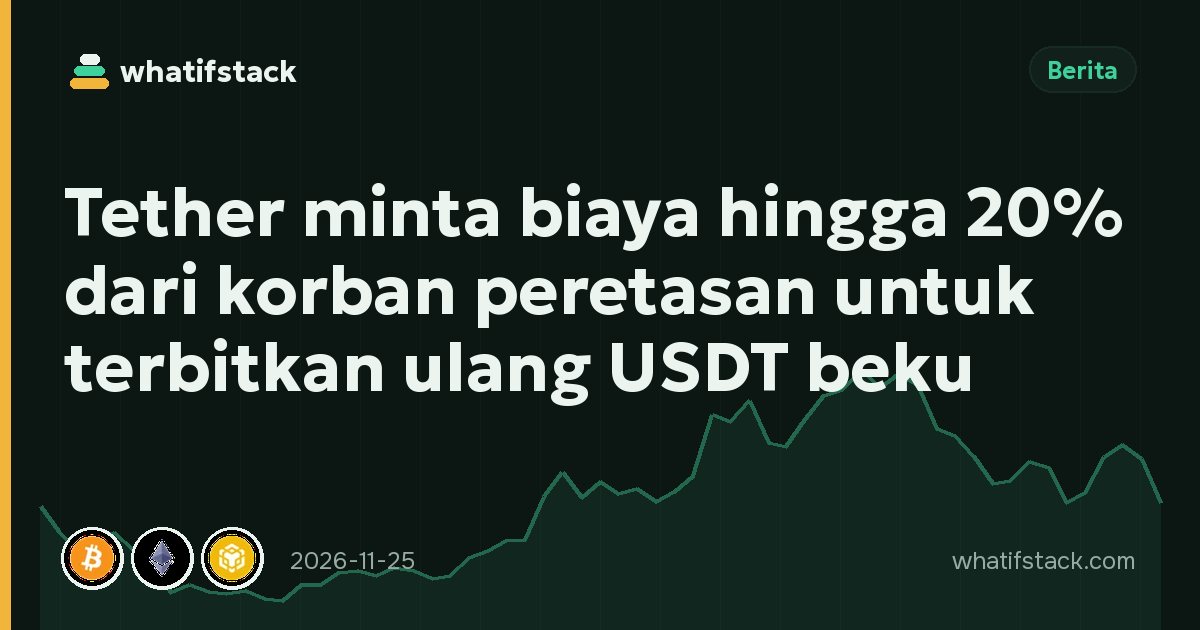 whatifstack
Berita
Tether minta biaya hingga 20%
dari korban peretasan untuk
terbitkan ulang USDT beku
2026-11-25
whatifstack.com